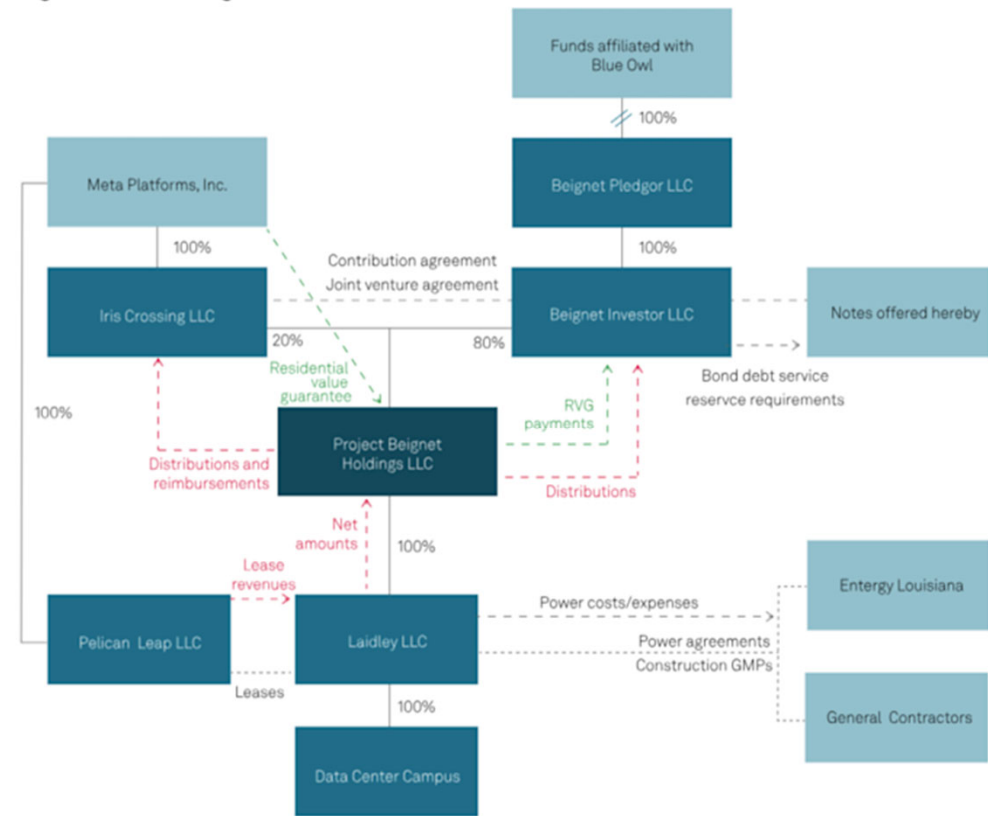 Funds affiliated with
Blue Owl
100%
Meta Platforms, Inc.
Beignet Pledgor LLC
100%
100%
Contribution agreement
Joint venture agreement
Iris Crossing LLC
Beignet Investor LLC
Notes offered hereby
20%
80%
Residential
value
guarantee
Bond debt service
reservce requirements
100%
RVG
payments
Project Beignet
Holdings LLC
Distributions and
reimbursements
Distributions
Net
amounts
100%
Lease
revenues
Entergy Louisiana
Power costs/expenses
Pelican Leap LLC
Laidley LLC
Power agreements
Construction GMPs
Leases
100%
General Contractors
Data Center Campus